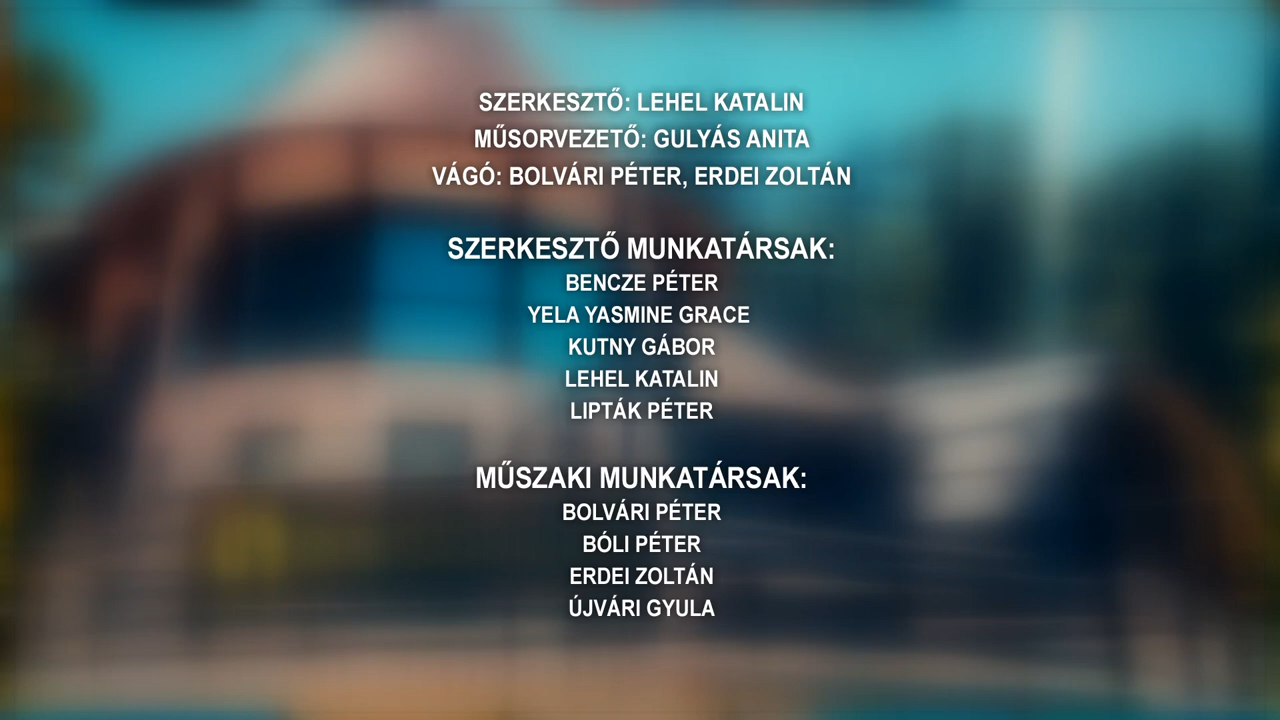 SZERKESZTŐ: LEHEL KATALIN
MŰSORVEZETŐ: GULYÁS ANITA
VÁGÓ: BOLVÁRI PÉTER, ERDEI ZOLTÁN
SZERKESZTŐ MUNKATÁRSAK:
BENCZE PÉTER
YELA YASMINE GRACE
KUTNY GÁBOR
LEHEL KATALIN
LIPTÁK PÉTER
MŰSZAKI MUNKATÁRSAK:
BOLVÁRI PÉTER
BÓLI PÉTER
ERDEI ZOLTÁN
ÚJVÁRI GYULA